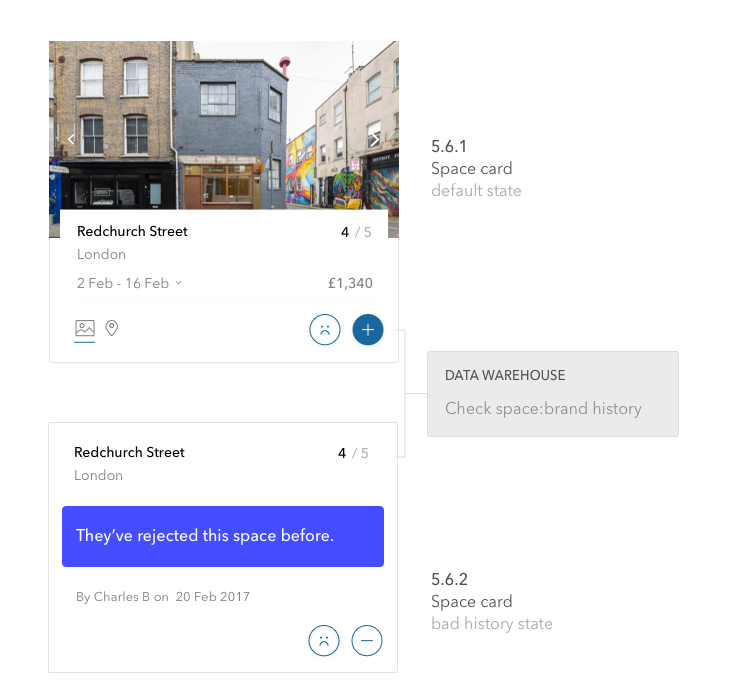 5.6.1
Space card
default state
Redchurch Street
4 / 5
London
2 Feb - 16 Feb
£1,340
DATA WAREHOUSE
Check space:brand history
Redchurch Street
4 / 5
London
They’ve rejected this space before.
By Charles B on 20 Feb 2017
5.6.2
Space card
bad history state